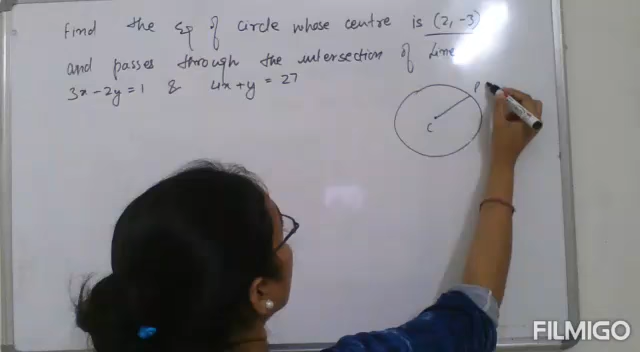 Find the Eq of circle whose centre is (2, -3)
and passes through the intersection of line
3x - 2y = 1 & 4x + y = 27
P
C
FILMIGO